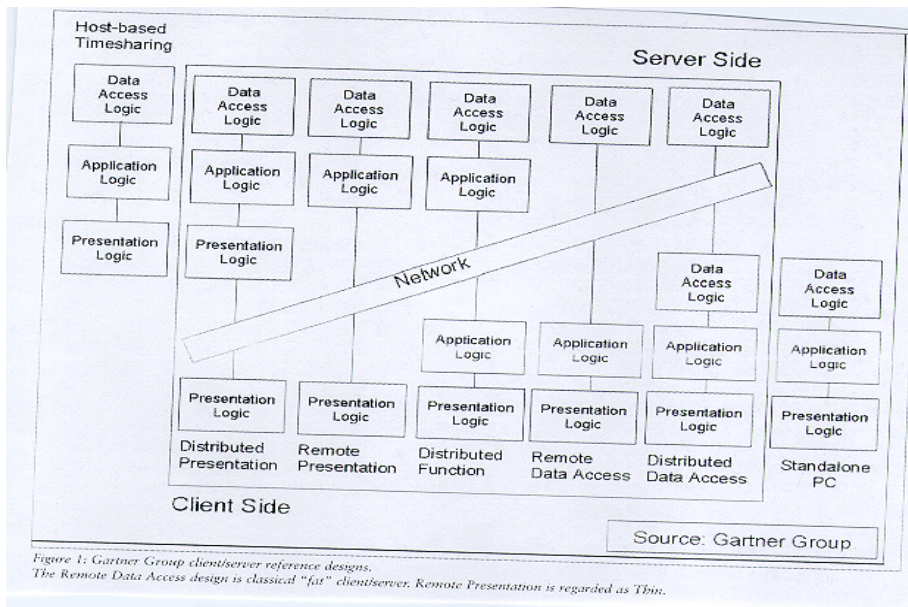 Host-based
Timesharing
Server Side
Data
Access
Logic
Application
Logic
Presentation
Logic
Data
Access
Logic
Application
Logic
Presentation
Logic
Presentation
Logic
Distributed
Presentation
Data
Access
Logic
Application
Logic
Presentation
Logic
Remote
Presentation
Data
Access
Logic
Application
Logic
Application
Logic
Presentation
Logic
Distributed
Function
Data
Access
Logic
Application
Logic
Presentation
Logic
Remote
Data Access
Data
Access
Logic
Data
Access
Logic
Application
Logic
Presentation
Logic
Distributed
Data Access
Data
Access
Logic
Application
Logic
Presentation
Logic
Standalone
PC
Network
Client Side
Source: Gartner Group
Figure 1: Gartner Group client/server reference designs.
The Remote Data Access design is classical "fat" client/server. Remote Presentation is regarded as Thin.